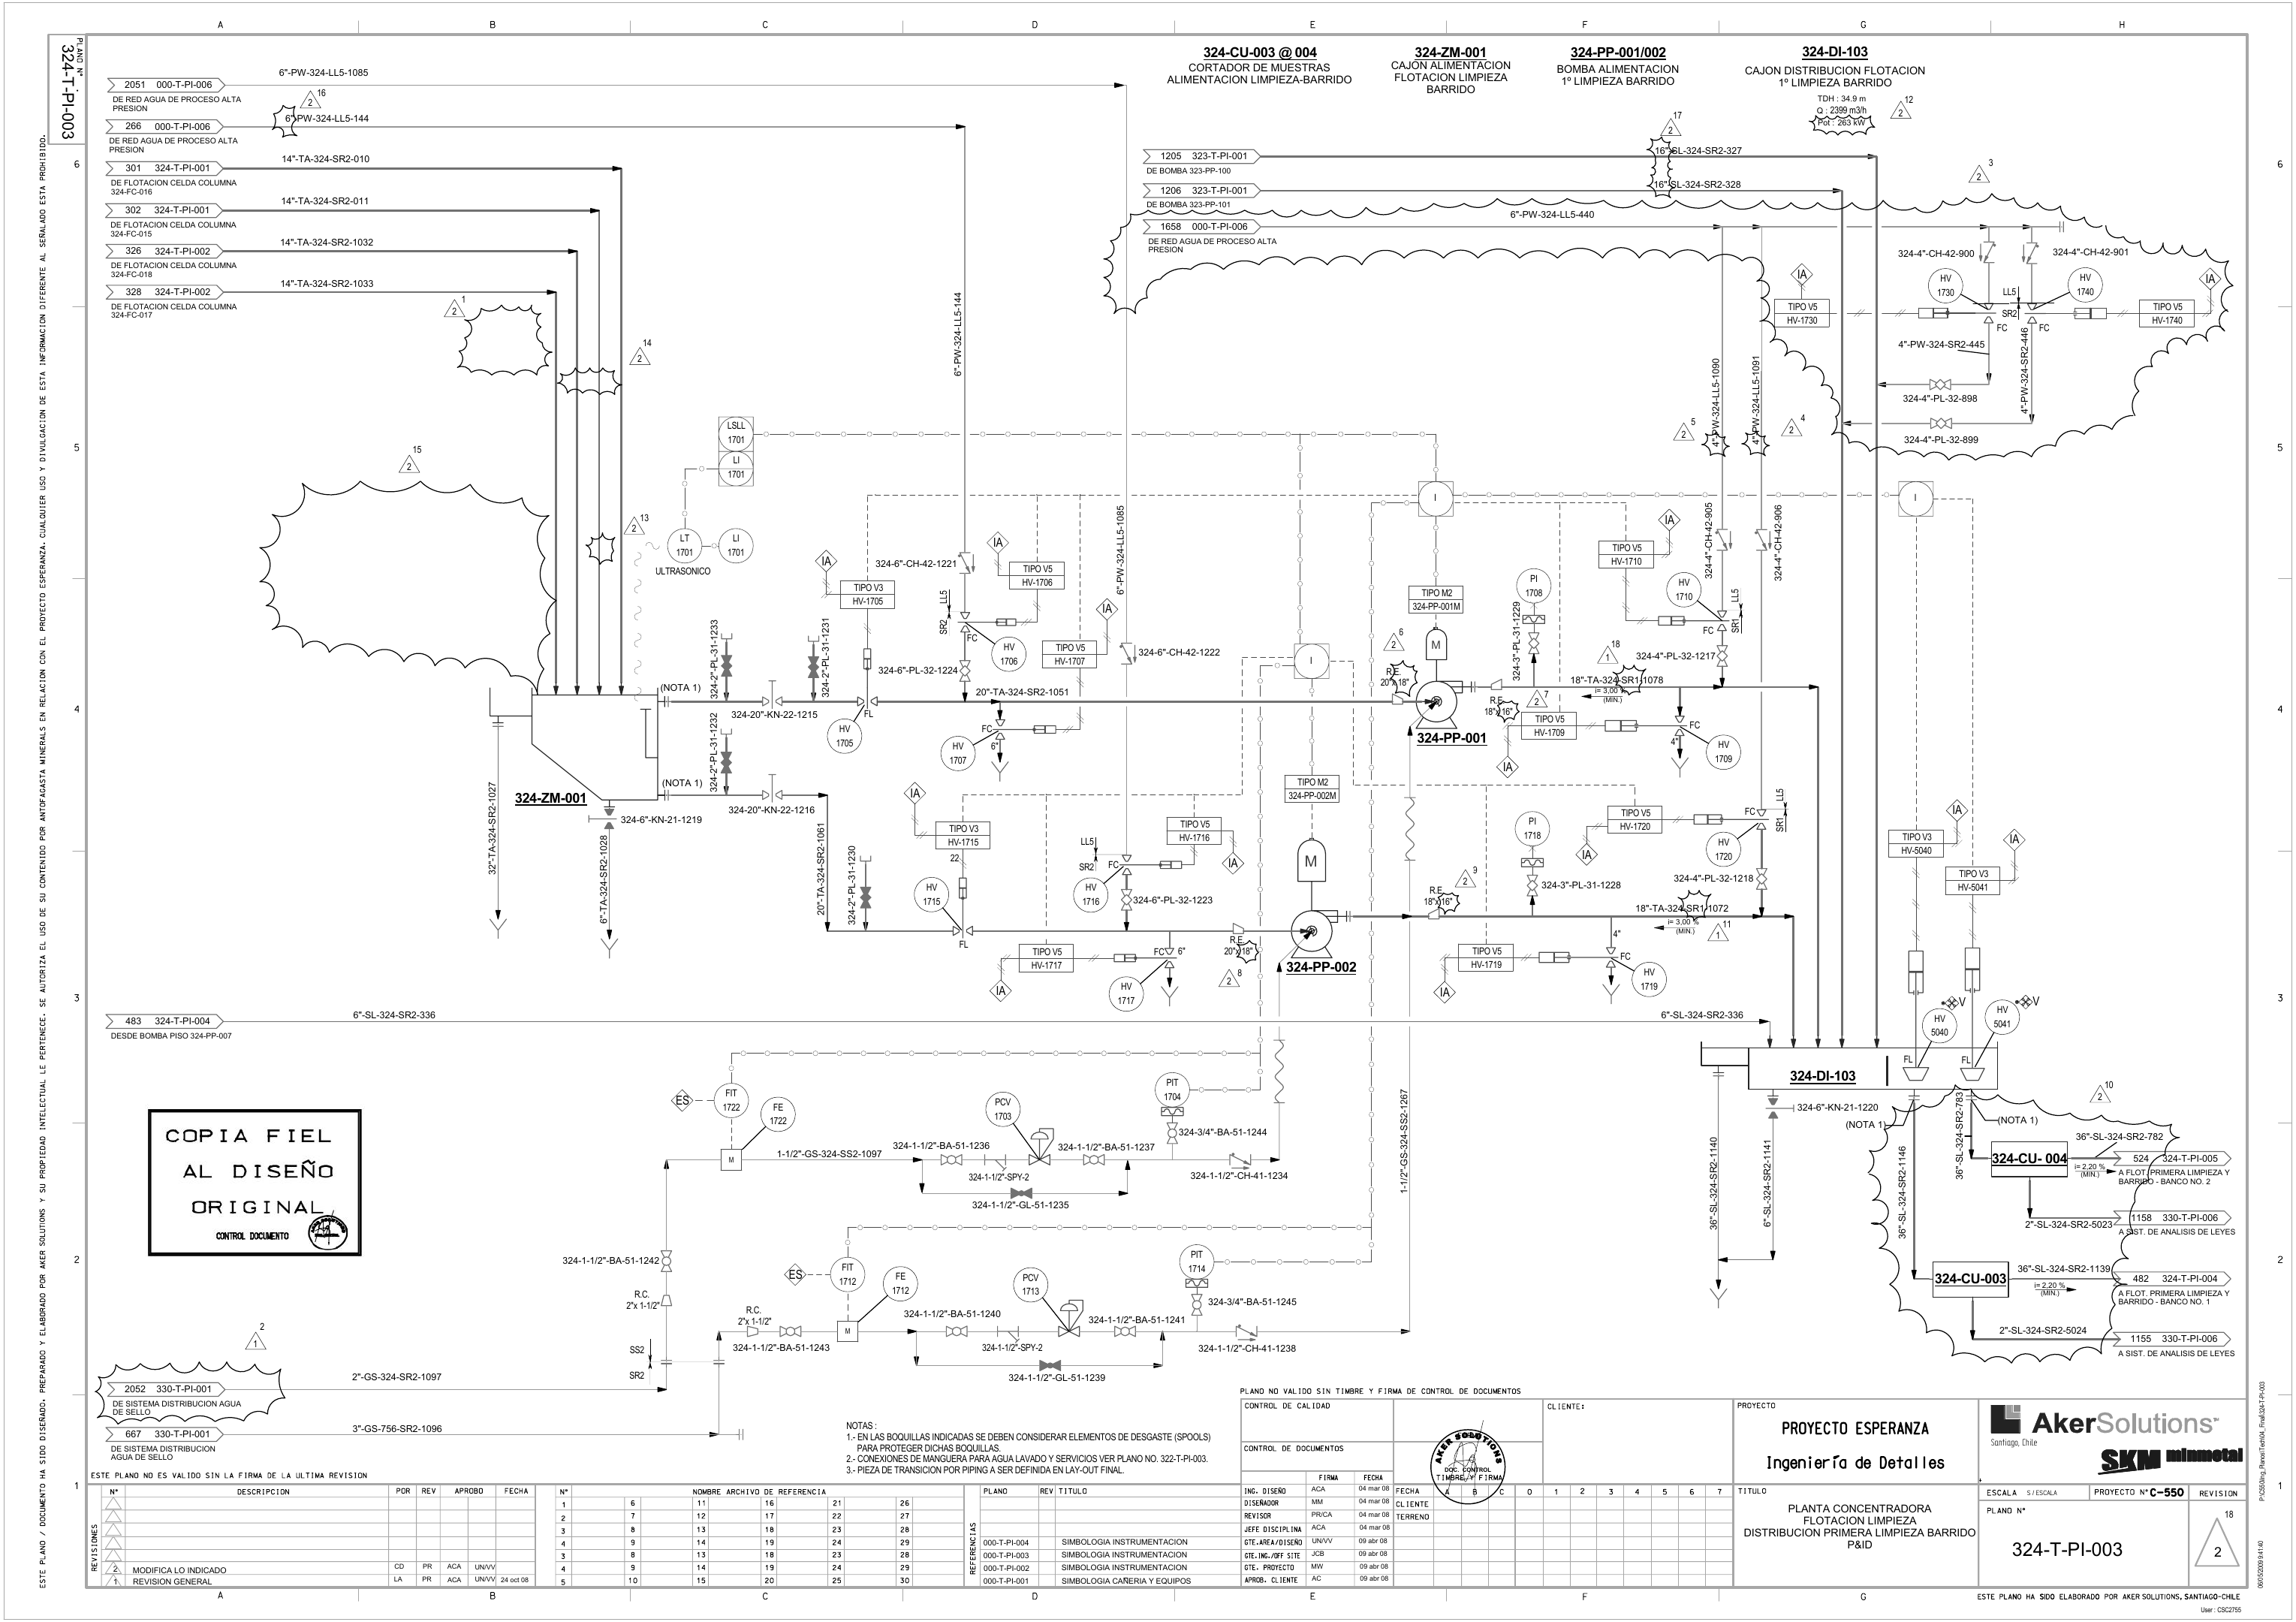 324-T-PI-003
PLANO N°
324-CU-003 @ 004
CORTADOR DE MUESTRAS
ALIMENTACION LIMPIEZA-BARRIDO
324-ZM-001
CAJON ALIMENTACION
FLOTACION LIMPIEZA
BARRIDO
324-PP-001/002
BOMBA ALIMENTACION
1º LIMPIEZA BARRIDO
324-DI-103
CAJON DISTRIBUCION FLOTACION
1º LIMPIEZA BARRIDO
TDH : 34.9 m
Q : 2399 m3/h
Pot : 263 kW
2051 000-T-PI-006
DE RED AGUA DE PROCESO ALTA
PRESION
6"-PW-324-LL5-1085
266 000-T-PI-006
DE RED AGUA DE PROCESO ALTA
PRESION
6"-PW-324-LL5-144
301 324-T-PI-001
DE FLOTACION CELDA COLUMNA
324-FC-016
14"-TA-324-SR2-010
302 324-T-PI-001
DE FLOTACION CELDA COLUMNA
324-FC-015
14"-TA-324-SR2-011
326 324-T-PI-002
DE FLOTACION CELDA COLUMNA
324-FC-018
14"-TA-324-SR2-1032
328 324-T-PI-002
DE FLOTACION CELDA COLUMNA
324-FC-017
14"-TA-324-SR2-1033
1205 323-T-PI-001
DE BOMBA 323-PP-100
16"-SL-324-SR2-327
1206 323-T-PI-001
DE BOMBA 323-PP-101
16"-SL-324-SR2-328
1658 000-T-PI-006
DE RED AGUA DE PROCESO ALTA
PRESION
6"-PW-324-LL5-440
324-4"-CH-42-900
324-4"-CH-42-901
HV 1730
HV 1740
TIPO V5
HV-1730
TIPO V5
HV-1740
LL5
SR2
FC
FC
4"-PW-324-SR2-445
4"-PW-324-SR2-446
324-4"-PL-32-898
324-4"-PL-32-899
4"-PW-324-LL5-1090
4"-PW-324-LL5-1091
324-4"-CH-42-905
324-4"-CH-42-906
LSLL 1701
LI 1701
LT 1701
LI 1701
ULTRASONICO
6"-PW-324-LL5-144
6"-PW-324-LL5-1085
324-6"-CH-42-1221
TIPO V3
HV-1705
TIPO V5
HV-1706
HV 1706
TIPO V5
HV-1707
324-6"-CH-42-1222
324-6"-PL-32-1224
324-2"-PL-31-1233
324-2"-PL-31-1231
324-2"-PL-31-1232
(NOTA 1)
324-20"-KN-22-1215
FL
HV 1705
20"-TA-324-SR2-1051
HV 1707
FC
6"
TIPO M2
324-PP-001M
M
R.E.
20"x18"
324-PP-001
PI 1708
324-3"-PL-31-1229
TIPO V5
HV-1710
HV 1710
LL5
SR1
FC
324-4"-PL-32-1217
18"-TA-324-SR1-1078
i= 3,00 %
(MIN.)
R.E.
18"x16"
TIPO V5
HV-1709
FC
4"
HV 1709
324-ZM-001
(NOTA 1)
324-20"-KN-22-1216
324-6"-KN-21-1219
32"-TA-324-SR2-1027
6"-TA-324-SR2-1028
20"-TA-324-SR2-1061
324-2"-PL-31-1230
TIPO V3
HV-1715
22
HV 1715
FL
LL5
SR2
FC
HV 1716
TIPO V5
HV-1716
324-6"-PL-32-1223
TIPO V5
HV-1717
FC
6"
HV 1717
TIPO M2
324-PP-002M
M
R.E.
20"x18"
324-PP-002
R.E.
18"x16"
PI 1718
324-3"-PL-31-1228
TIPO V5
HV-1720
FC
LL5
SR1
HV 1720
324-4"-PL-32-1218
18"-TA-324-SR1-1072
i= 3,00 %
(MIN.)
TIPO V5
HV-1719
4"
FC
HV 1719
TIPO V3
HV-5040
TIPO V3
HV-5041
HV 5040
HV 5041
V
V
FL
FL
483 324-T-PI-004
DESDE BOMBA PISO 324-PP-007
6"-SL-324-SR2-336
6"-SL-324-SR2-336
324-DI-103
324-6"-KN-21-1220
36"-SL-324-SR2-1140
6"-SL-324-SR2-1141
(NOTA 1)
(NOTA 1)
36"-SL-324-SR2-1146
36"-SL-324-SR2-783
324-CU- 004
36"-SL-324-SR2-782
i= 2,20 %
(MIN.)
524 324-T-PI-005
A FLOT. PRIMERA LIMPIEZA Y
BARRIDO - BANCO NO. 2
2"-SL-324-SR2-5023
1158 330-T-PI-006
A SIST. DE ANALISIS DE LEYES
324-CU-003
36"-SL-324-SR2-1139
i= 2,20 %
(MIN.)
482 324-T-PI-004
A FLOT. PRIMERA LIMPIEZA Y
BARRIDO - BANCO NO. 1
2"-SL-324-SR2-5024
1155 330-T-PI-006
A SIST. DE ANALISIS DE LEYES
ES
FIT 1722
FE 1722
M
1-1/2"-GS-324-SS2-1097
324-1-1/2"-BA-51-1236
324-1-1/2"-SPY-2
PCV 1703
324-1-1/2"-BA-51-1237
324-1-1/2"-GL-51-1235
PIT 1704
324-3/4"-BA-51-1244
324-1-1/2"-CH-41-1234
1-1/2"-GS-324-SS2-1267
324-1-1/2"-BA-51-1242
R.C.
2"x 1-1/2"
SS2
SR2
ES
FIT 1712
FE 1712
M
R.C.
2"x 1-1/2"
324-1-1/2"-BA-51-1243
324-1-1/2"-BA-51-1240
324-1-1/2"-SPY-2
PCV 1713
324-1-1/2"-BA-51-1241
324-1-1/2"-GL-51-1239
PIT 1714
324-3/4"-BA-51-1245
324-1-1/2"-CH-41-1238
COPIA FIEL
AL DISEÑO
ORIGINAL
CONTROL DOCUMENTO
2052 330-T-PI-001
DE SISTEMA DISTRIBUCION AGUA
DE SELLO
2"-GS-324-SR2-1097
667 330-T-PI-001
DE SISTEMA DISTRIBUCION
AGUA DE SELLO
3"-GS-756-SR2-1096
NOTAS :
1.- EN LAS BOQUILLAS INDICADAS SE DEBEN CONSIDERAR ELEMENTOS DE DESGASTE (SPOOLS)
PARA PROTEGER DICHAS BOQUILLAS.
2.- CONEXIONES DE MANGUERA PARA AGUA LAVADO Y SERVICIOS VER PLANO NO. 322-T-PI-003.
3.- PIEZA DE TRANSICION POR PIPING A SER DEFINIDA EN LAY-OUT FINAL.
ESTE PLANO NO ES VALIDO SIN LA FIRMA DE LA ULTIMA REVISION
PLANO NO VALIDO SIN TIMBRE Y FIRMA DE CONTROL DE DOCUMENTOS
REVISIONES
N° DESCRIPCION POR REV APROBO FECHA
2 MODIFICA LO INDICADO CD PR ACA UN/VV
1 REVISION GENERAL LA PR ACA UN/VV 24 oct 08
N° NOMBRE ARCHIVO DE REFERENCIA
1 6 11 16 21 26
2 7 12 17 22 27
3 8 13 18 23 28
4 9 14 19 24 29
3 8 13 18 23 28
4 9 14 19 24 29
5 10 15 20 25 30
REFERENCIAS
PLANO REV TITULO
000-T-PI-004 SIMBOLOGIA INSTRUMENTACION
000-T-PI-003 SIMBOLOGIA INSTRUMENTACION
000-T-PI-002 SIMBOLOGIA INSTRUMENTACION
000-T-PI-001 SIMBOLOGIA CAÑERIA Y EQUIPOS
CONTROL DE CALIDAD
CONTROL DE DOCUMENTOS
CLIENTE:
AKER SOLUTIONS
DOC. CONTROL
TIMBRE Y FIRMA
FIRMA FECHA
ING. DISEÑO ACA 04 mar 08
DISEÑADOR MM 04 mar 08
REVISOR PR/CA 04 mar 08
JEFE DISCIPLINA ACA 04 mar 08
GTE.AREA/DISEÑO UN/VV 09 abr 08
GTE.ING./OFF SITE JCB 09 abr 08
GTE. PROYECTO MW 09 abr 08
APROB. CLIENTE AC 09 abr 08
FECHA A B C 0 1 2 3 4 5 6 7
CLIENTE
TERRENO
PROYECTO
PROYECTO ESPERANZA
Ingeniería de Detalles
AkerSolutions
Santiago, Chile
SKM minmetal
TITULO
PLANTA CONCENTRADORA
FLOTACION LIMPIEZA
DISTRIBUCION PRIMERA LIMPIEZA BARRIDO
P&ID
ESCALA S / ESCALA
PROYECTO N° C-550
REVISION
PLANO N°
324-T-PI-003
18
2
ESTE PLANO HA SIDO ELABORADO POR AKER SOLUTIONS, SANTIAGO-CHILE
User : CSC2755
ESTE PLANO / DOCUMENTO HA SIDO DISEÑADO, PREPARADO Y ELABORADO POR AKER SOLUTIONS Y SU PROPIEDAD INTELECTUAL LE PERTENECE. SE AUTORIZA EL USO DE SU CONTENIDO POR ANTOFAGASTA MINERALS EN RELACION CON EL PROYECTO ESPERANZA. CUALQUIER USO Y DIVULGACION DE ESTA INFORMACION DIFERENTE AL SEÑALADO ESTA PROHIBIDO.